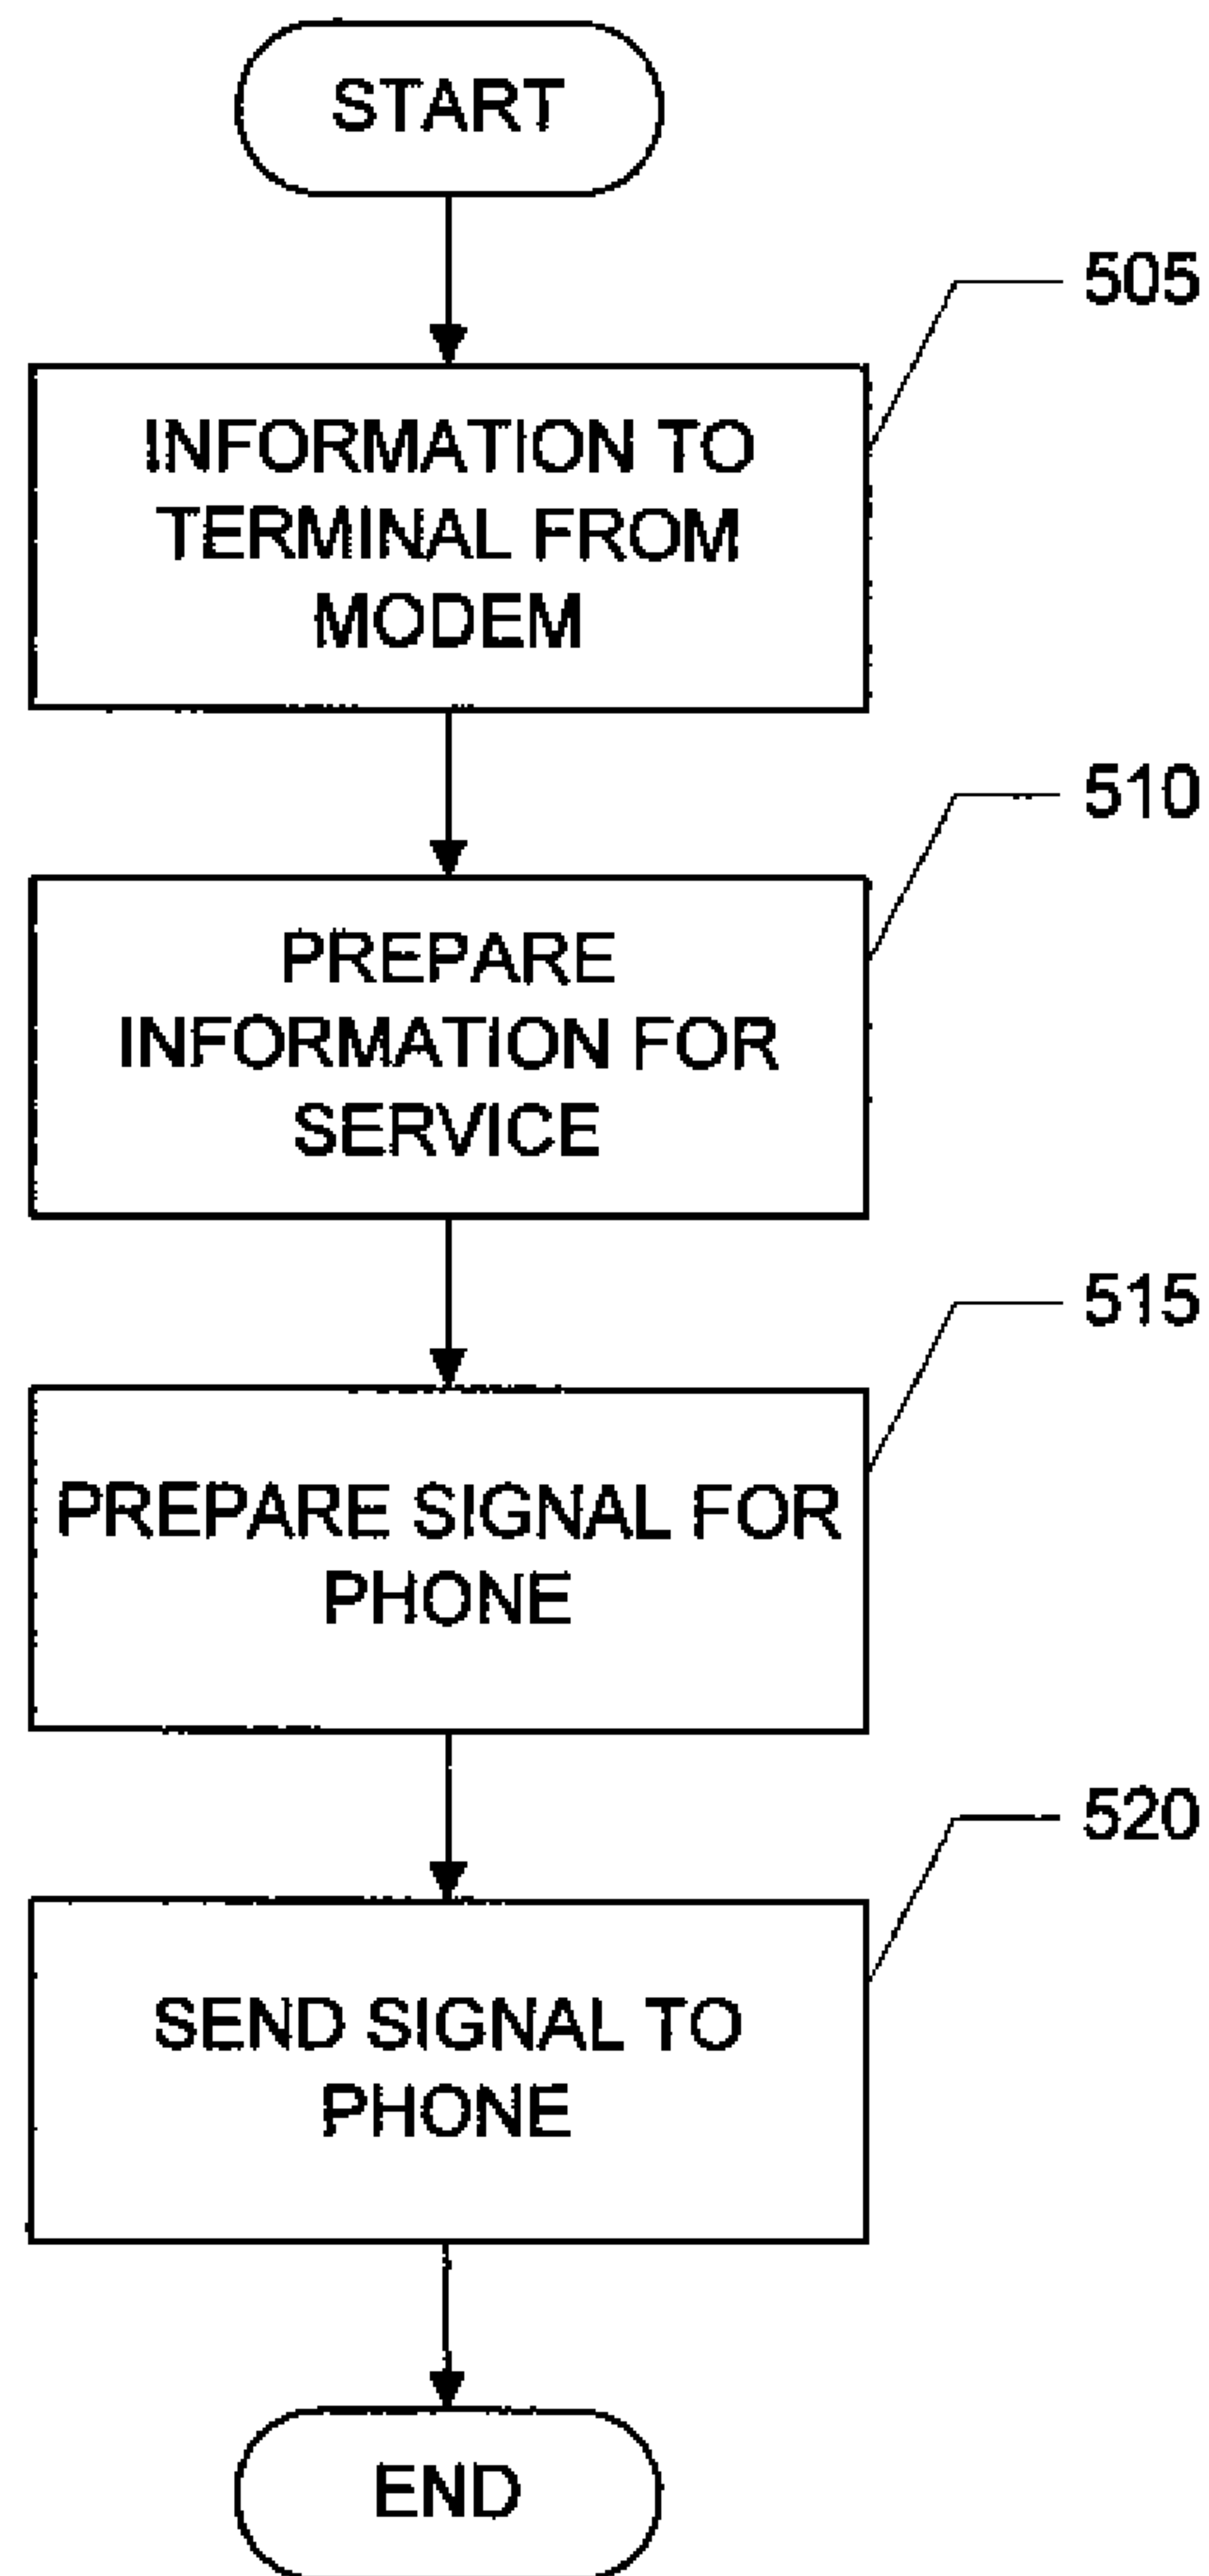 START
505
INFORMATION TO
TERMINAL FROM
MODEM
510
PREPARE
INFORMATION FOR
SERVICE
515
PREPARE SIGNAL FOR
PHONE
520
SEND SIGNAL TO
PHONE
END